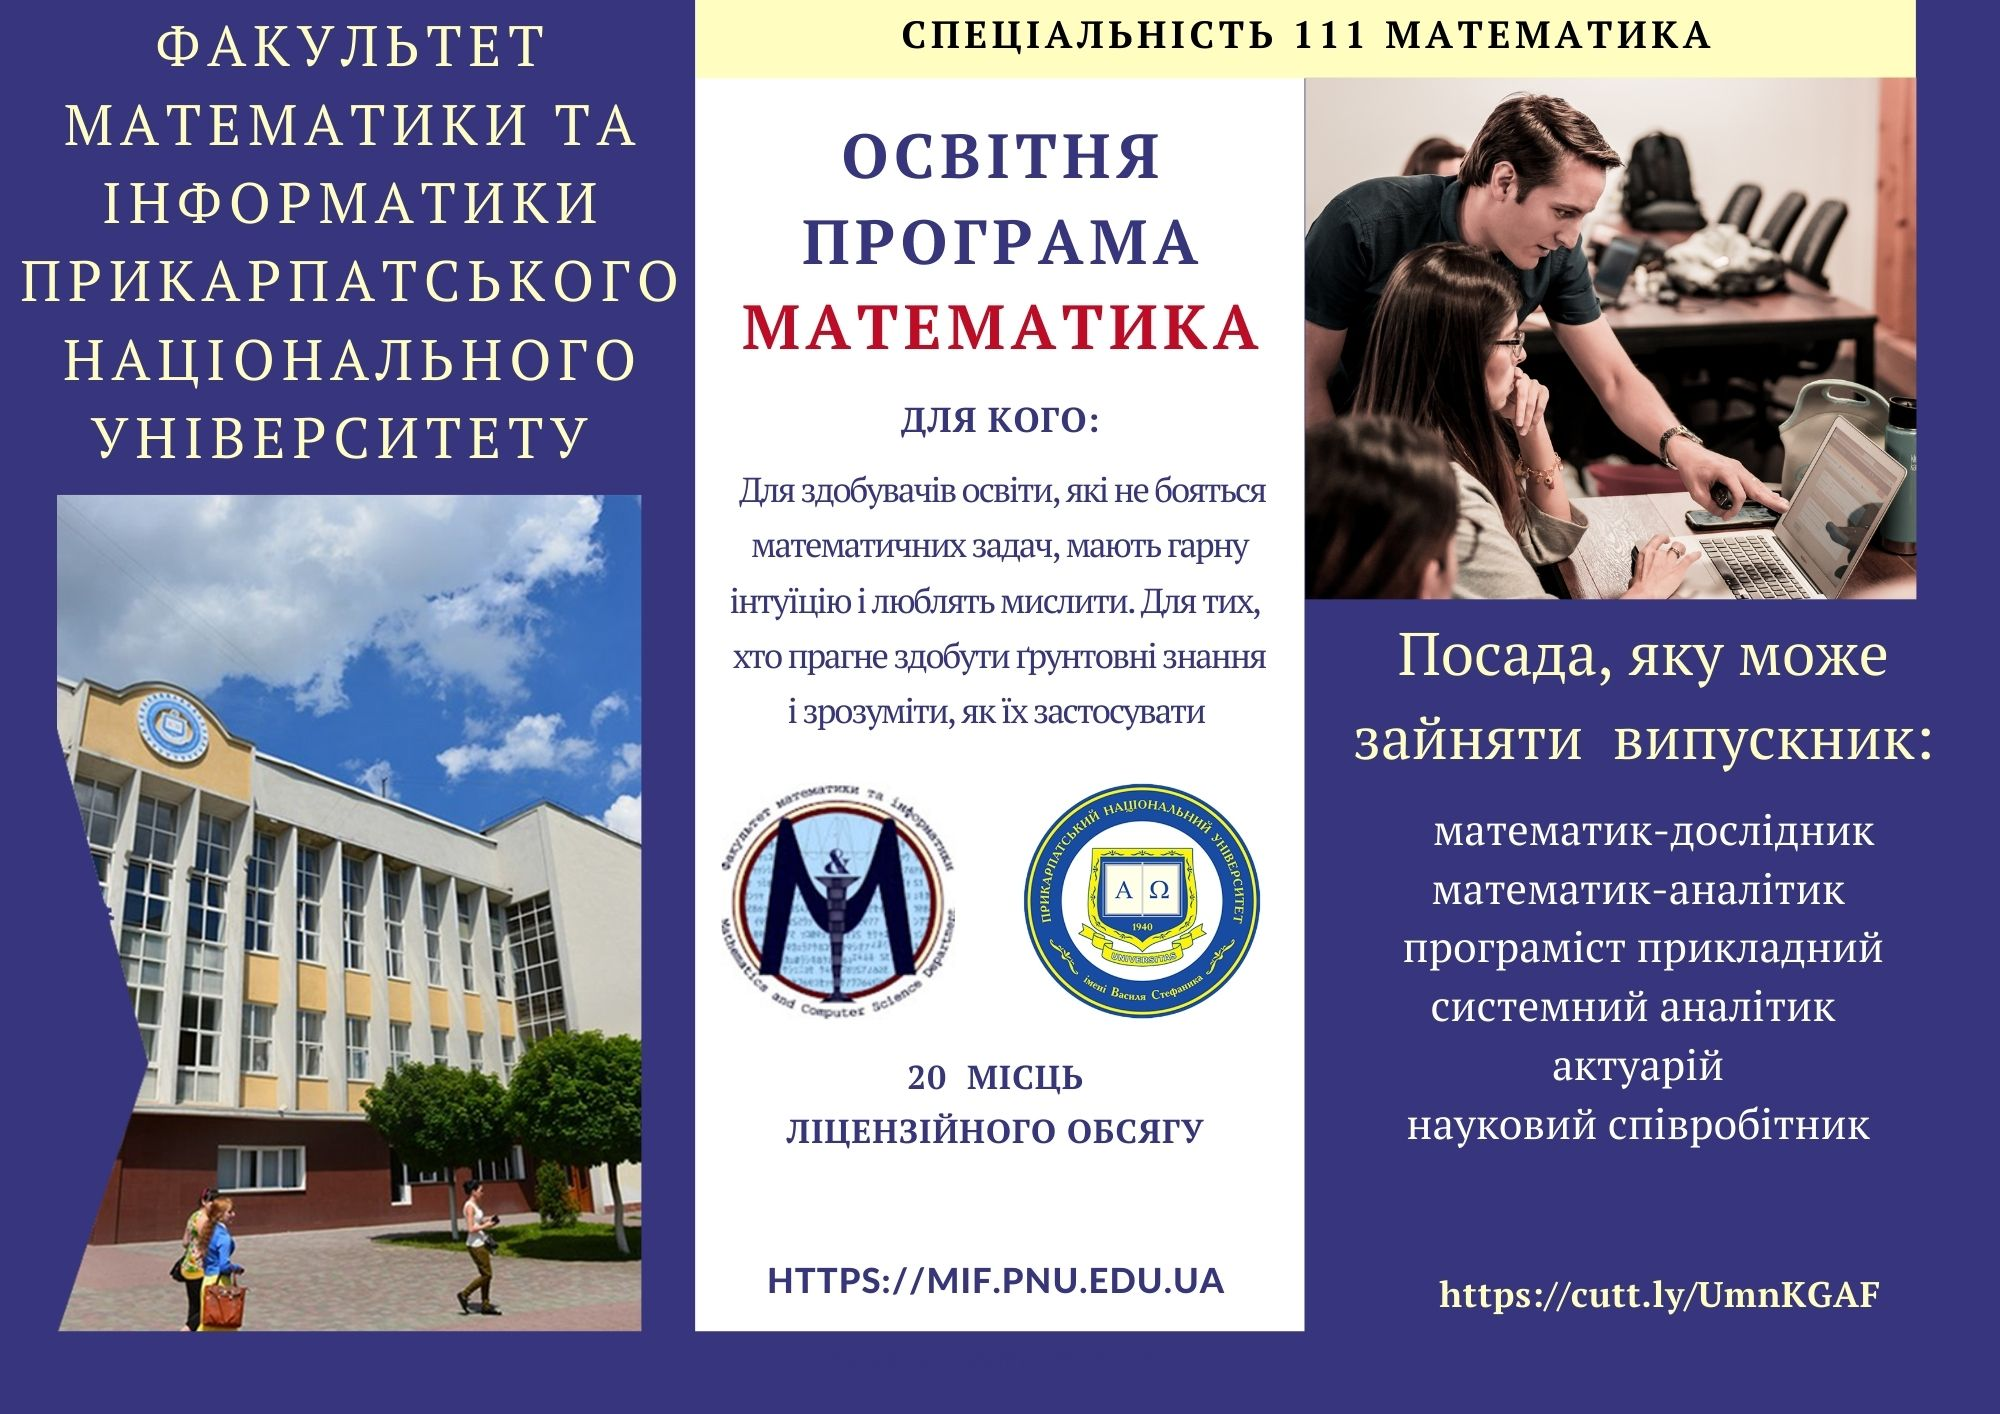 ФАКУЛЬТЕТ
МАТЕМАТИКИ ТА
ІНФОРМАТИКИ
ПРИКАРПАТСЬКОГО
НАЦІОНАЛЬНОГО
УНІВЕРСИТЕТУ
СПЕЦІАЛЬНІСТЬ 111 МАТЕМАТИКА
ОСВІТНЯ
ПРОГРАМА
МАТЕМАТИКА
ДЛЯ КОГО:
Для здобувачів освіти, які не бояться
математичних задач, мають гарну
інтуїцію і люблять мислити. Для тих,
хто прагне здобути ґрунтовні знання
і зрозуміти, як їх застосувати
Факультет математики та інформатики
&
M
Mathematics and Computer Science Department
ПРИКАРПАТСЬКИЙ НАЦІОНАЛЬНИЙ УНІВЕРСИТЕТ
Α Ω
1940
UNIVERSITAS
імені Василя Стефаника
20 МІСЦЬ
ЛІЦЕНЗІЙНОГО ОБСЯГУ
HTTPS://MIF.PNU.EDU.UA
Посада, яку може
зайняти випускник:
математик-дослідник
математик-аналітик
програміст прикладний
системний аналітик
актуарій
науковий співробітник
https://cutt.ly/UmnKGAF